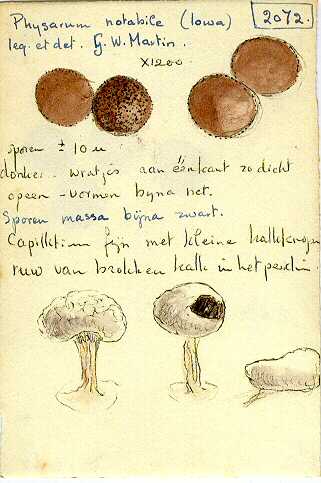 Physarum notabile (Iowa)
2072.
leg. et det. G. W. Martin.
X1200
sporen ± 10 u
donker. wratjes aan één kant zo dicht
opeen - vormen byna net.
Sporen massa bijna zwart.
Capillitium fijn met kleine kalkknopen
ruw van brokken kalk in het peridium.